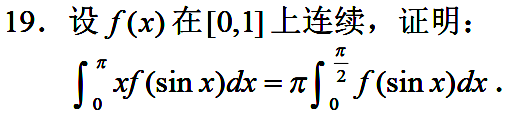 19. 设 f(x) 在[0,1]上连续，证明：
∫₀^π xf(sin x)dx = π∫₀^{π/2} f(sin x)dx .